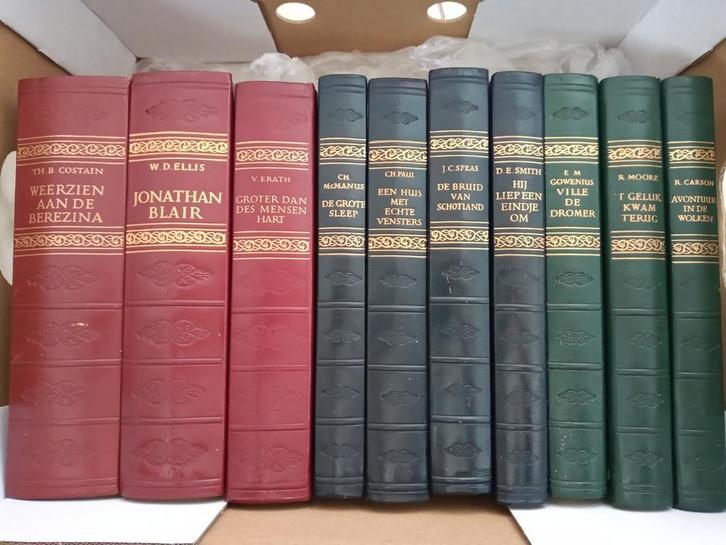 TH. B COSTAIN
WEERZIEN
AAN DE
BEREZINA
W. D. ELLIS
JONATHAN
BLAIR
V. ERATH
GROTER DAN
DES MENSEN
HART
CH.
McMANUS
DE GROTE
SLEEP
CH. PAUL
EEN HUIS
MET
ECHTE
VENSTERS
J. C. SPEAS
DE BRUID
VAN
SCHOTLAND
D. E. SMITH
HIJ
LIEP EEN
EINDJE
OM
E M
GOWENIUS
VILLE
DE
DROMER
R MOORE
'T GELUK
KWAM
TERUG
R. CARSON
AVONTUUR
IN DE
WOLKEN